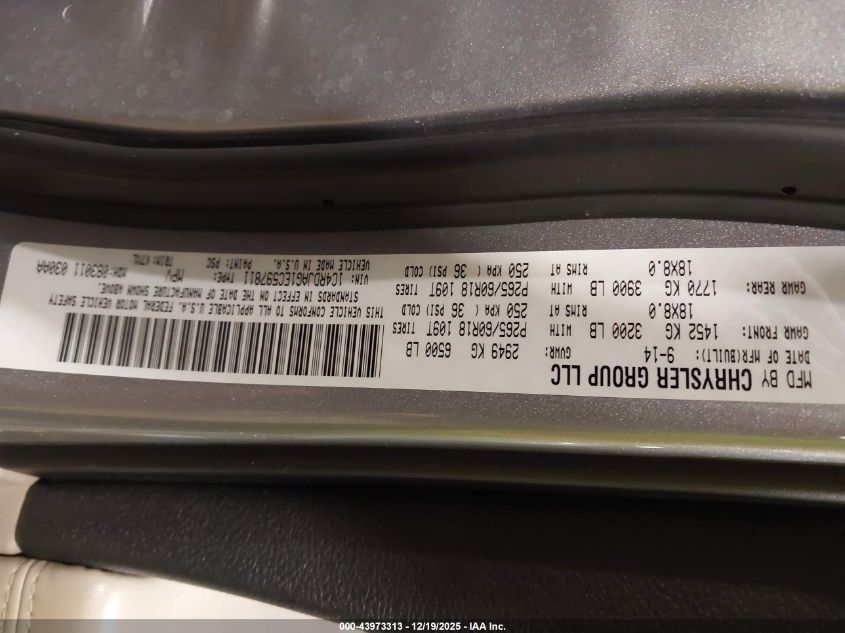 MFD BY CHRYSLER GROUP LLC
DATE OF MFR(BUILT): 9-14 GVWR: 2949 KG 6500 LB
GAWR FRONT: 1452 KG 3200 LB WITH P265/60R18 109T TIRES
18X8.0 RIMS AT 250 KPA ( 36 PSI) COLD
GAWR REAR: 1770 KG 3900 LB WITH P265/60R18 109T TIRES
18X8.0 RIMS AT 250 KPA ( 36 PSI) COLD
THIS VEHICLE CONFORMS TO ALL APPLICABLE U.S.A. FEDERAL MOTOR VEHICLE SAFETY
STANDARDS IN EFFECT ON THE DATE OF MANUFACTURE SHOWN ABOVE.
VIN: 1C4RDJAG1EC597811 TYPE: MPV MDH:083011 030AA
VEHICLE MADE IN U.S.A. PAINT: PSC TRIM: K7XL
000-43973313 - 12/19/2025 - IAA Inc.